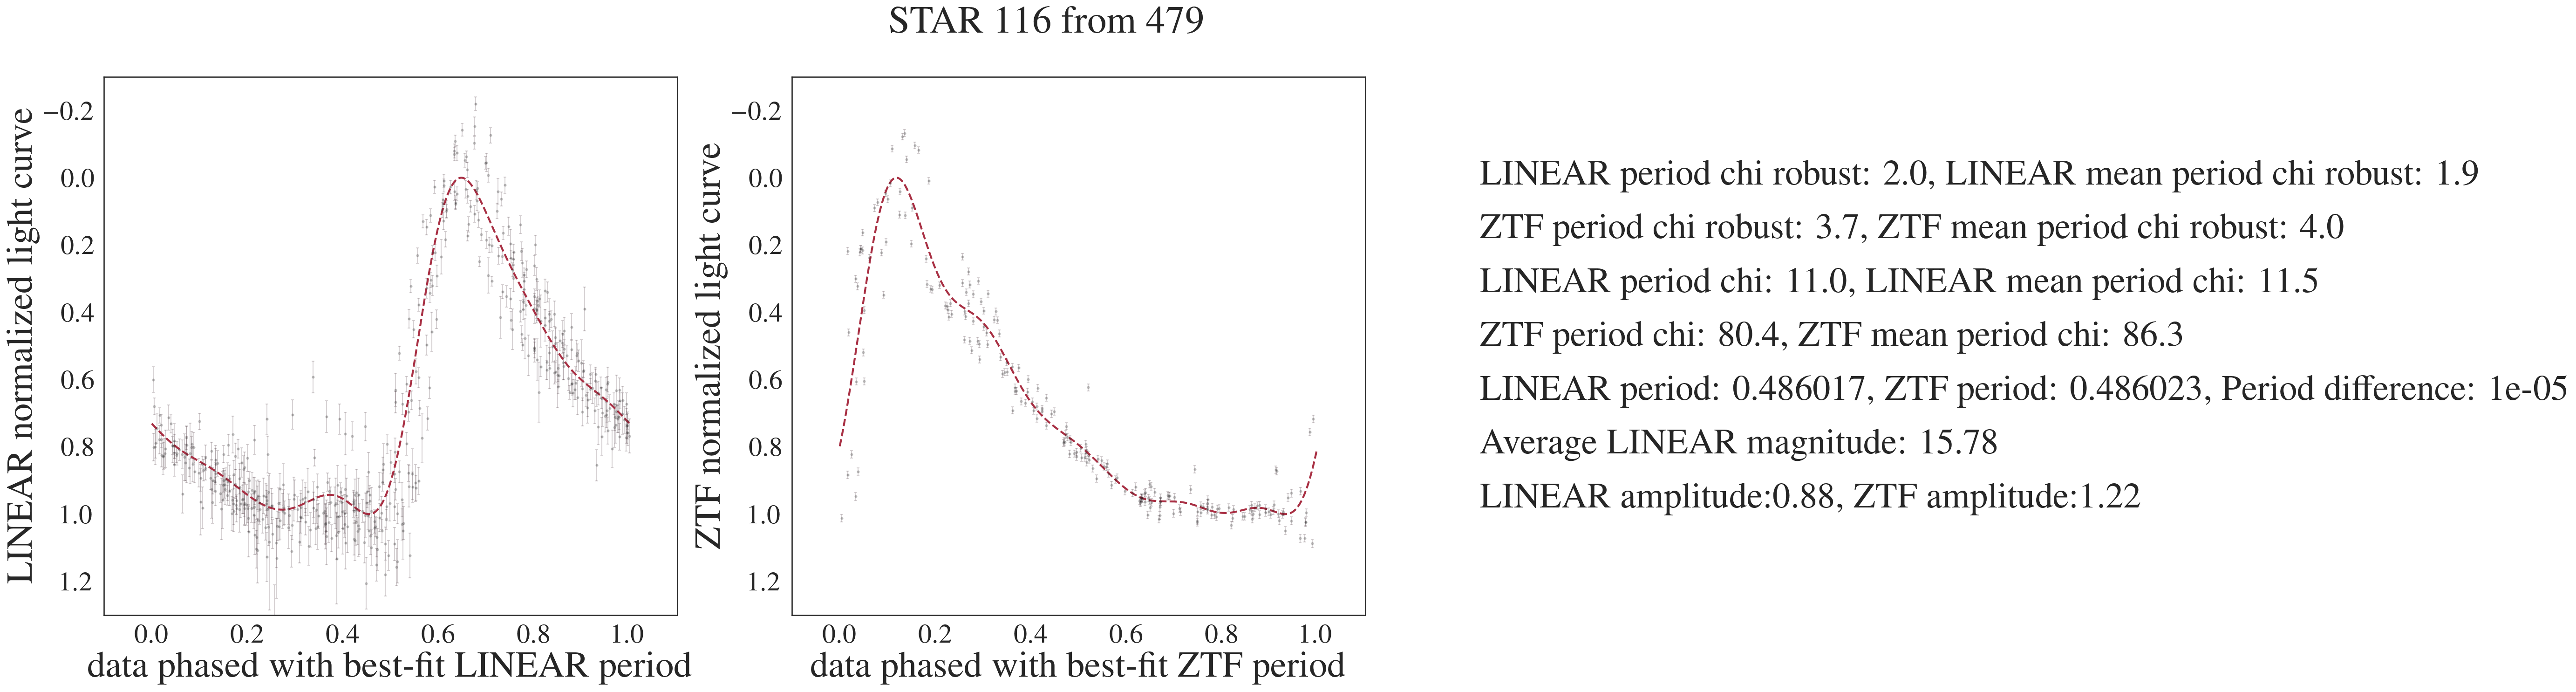 STAR 116 from 479
LINEAR normalized light curve
−0.2
0.0
0.2
0.4
0.6
0.8
1.0
1.2
0.0 0.2 0.4 0.6 0.8 1.0
data phased with best-fit LINEAR period
ZTF normalized light curve
−0.2
0.0
0.2
0.4
0.6
0.8
1.0
1.2
0.0 0.2 0.4 0.6 0.8 1.0
data phased with best-fit ZTF period
LINEAR period chi robust: 2.0, LINEAR mean period chi robust: 1.9
ZTF period chi robust: 3.7, ZTF mean period chi robust: 4.0
LINEAR period chi: 11.0, LINEAR mean period chi: 11.5
ZTF period chi: 80.4, ZTF mean period chi: 86.3
LINEAR period: 0.486017, ZTF period: 0.486023, Period difference: 1e-05
Average LINEAR magnitude: 15.78
LINEAR amplitude:0.88, ZTF amplitude:1.22